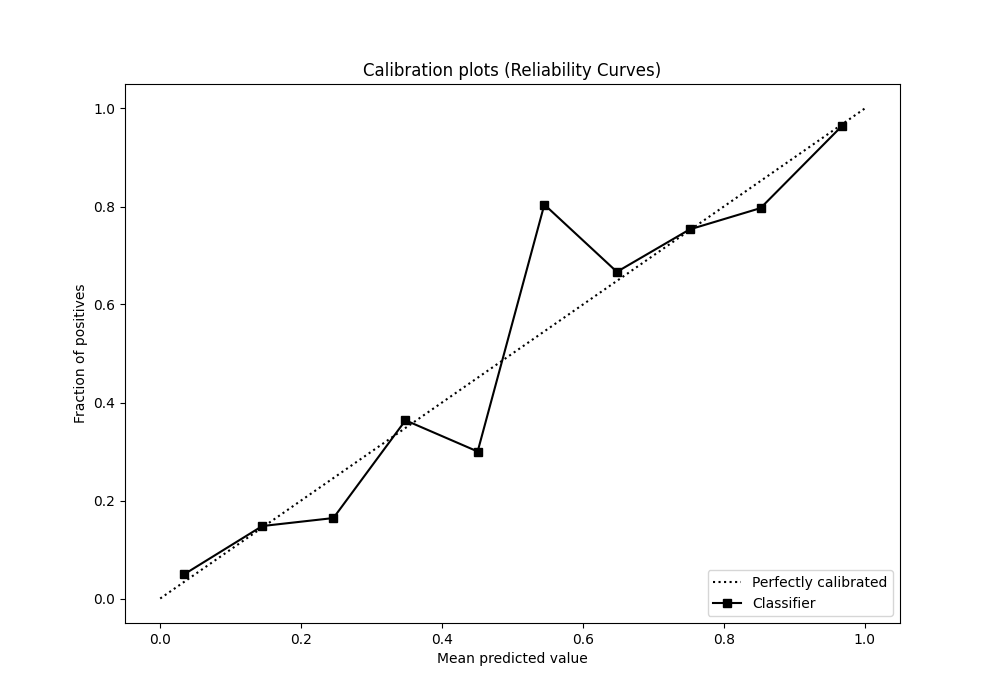 Calibration plots (Reliability Curves)
1.0
0.8
0.6
0.4
0.2
0.0
Fraction of positives
0.0 0.2 0.4 0.6 0.8 1.0
Mean predicted value
Perfectly calibrated
Classifier